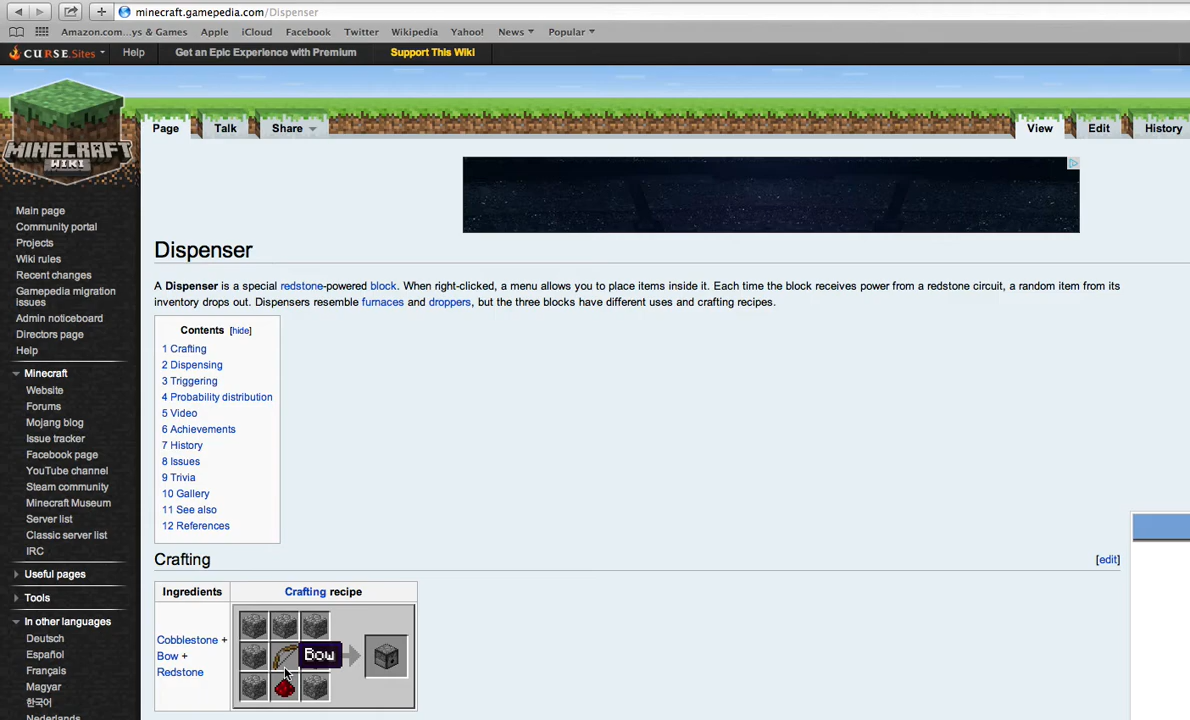 minecraft.gamepedia.com/Dispenser
Amazon.com...ys & Games Apple iCloud Facebook Twitter Wikipedia Yahoo! News Popular
CURSE.Sites Help Get an Epic Experience with Premium Support This Wiki
MINECRAFT
WIKI
Page Talk Share View Edit History
Main page
Community portal
Projects
Wiki rules
Recent changes
Gamepedia migration
issues
Admin noticeboard
Directors page
Help
Minecraft
Website
Forums
Mojang blog
Issue tracker
Facebook page
YouTube channel
Steam community
Minecraft Museum
Server list
Classic server list
IRC
Useful pages
Tools
In other languages
Deutsch
Español
Français
Magyar
한국어
Nederlands
Dispenser
A Dispenser is a special redstone-powered block. When right-clicked, a menu allows you to place items inside it. Each time the block receives power from a redstone circuit, a random item from its
inventory drops out. Dispensers resemble furnaces and droppers, but the three blocks have different uses and crafting recipes.
Contents [hide]
1 Crafting
2 Dispensing
3 Triggering
4 Probability distribution
5 Video
6 Achievements
7 History
8 Issues
9 Trivia
10 Gallery
11 See also
12 References
Crafting [edit]
Ingredients Crafting recipe
Cobblestone +
Bow +
Redstone
Bow